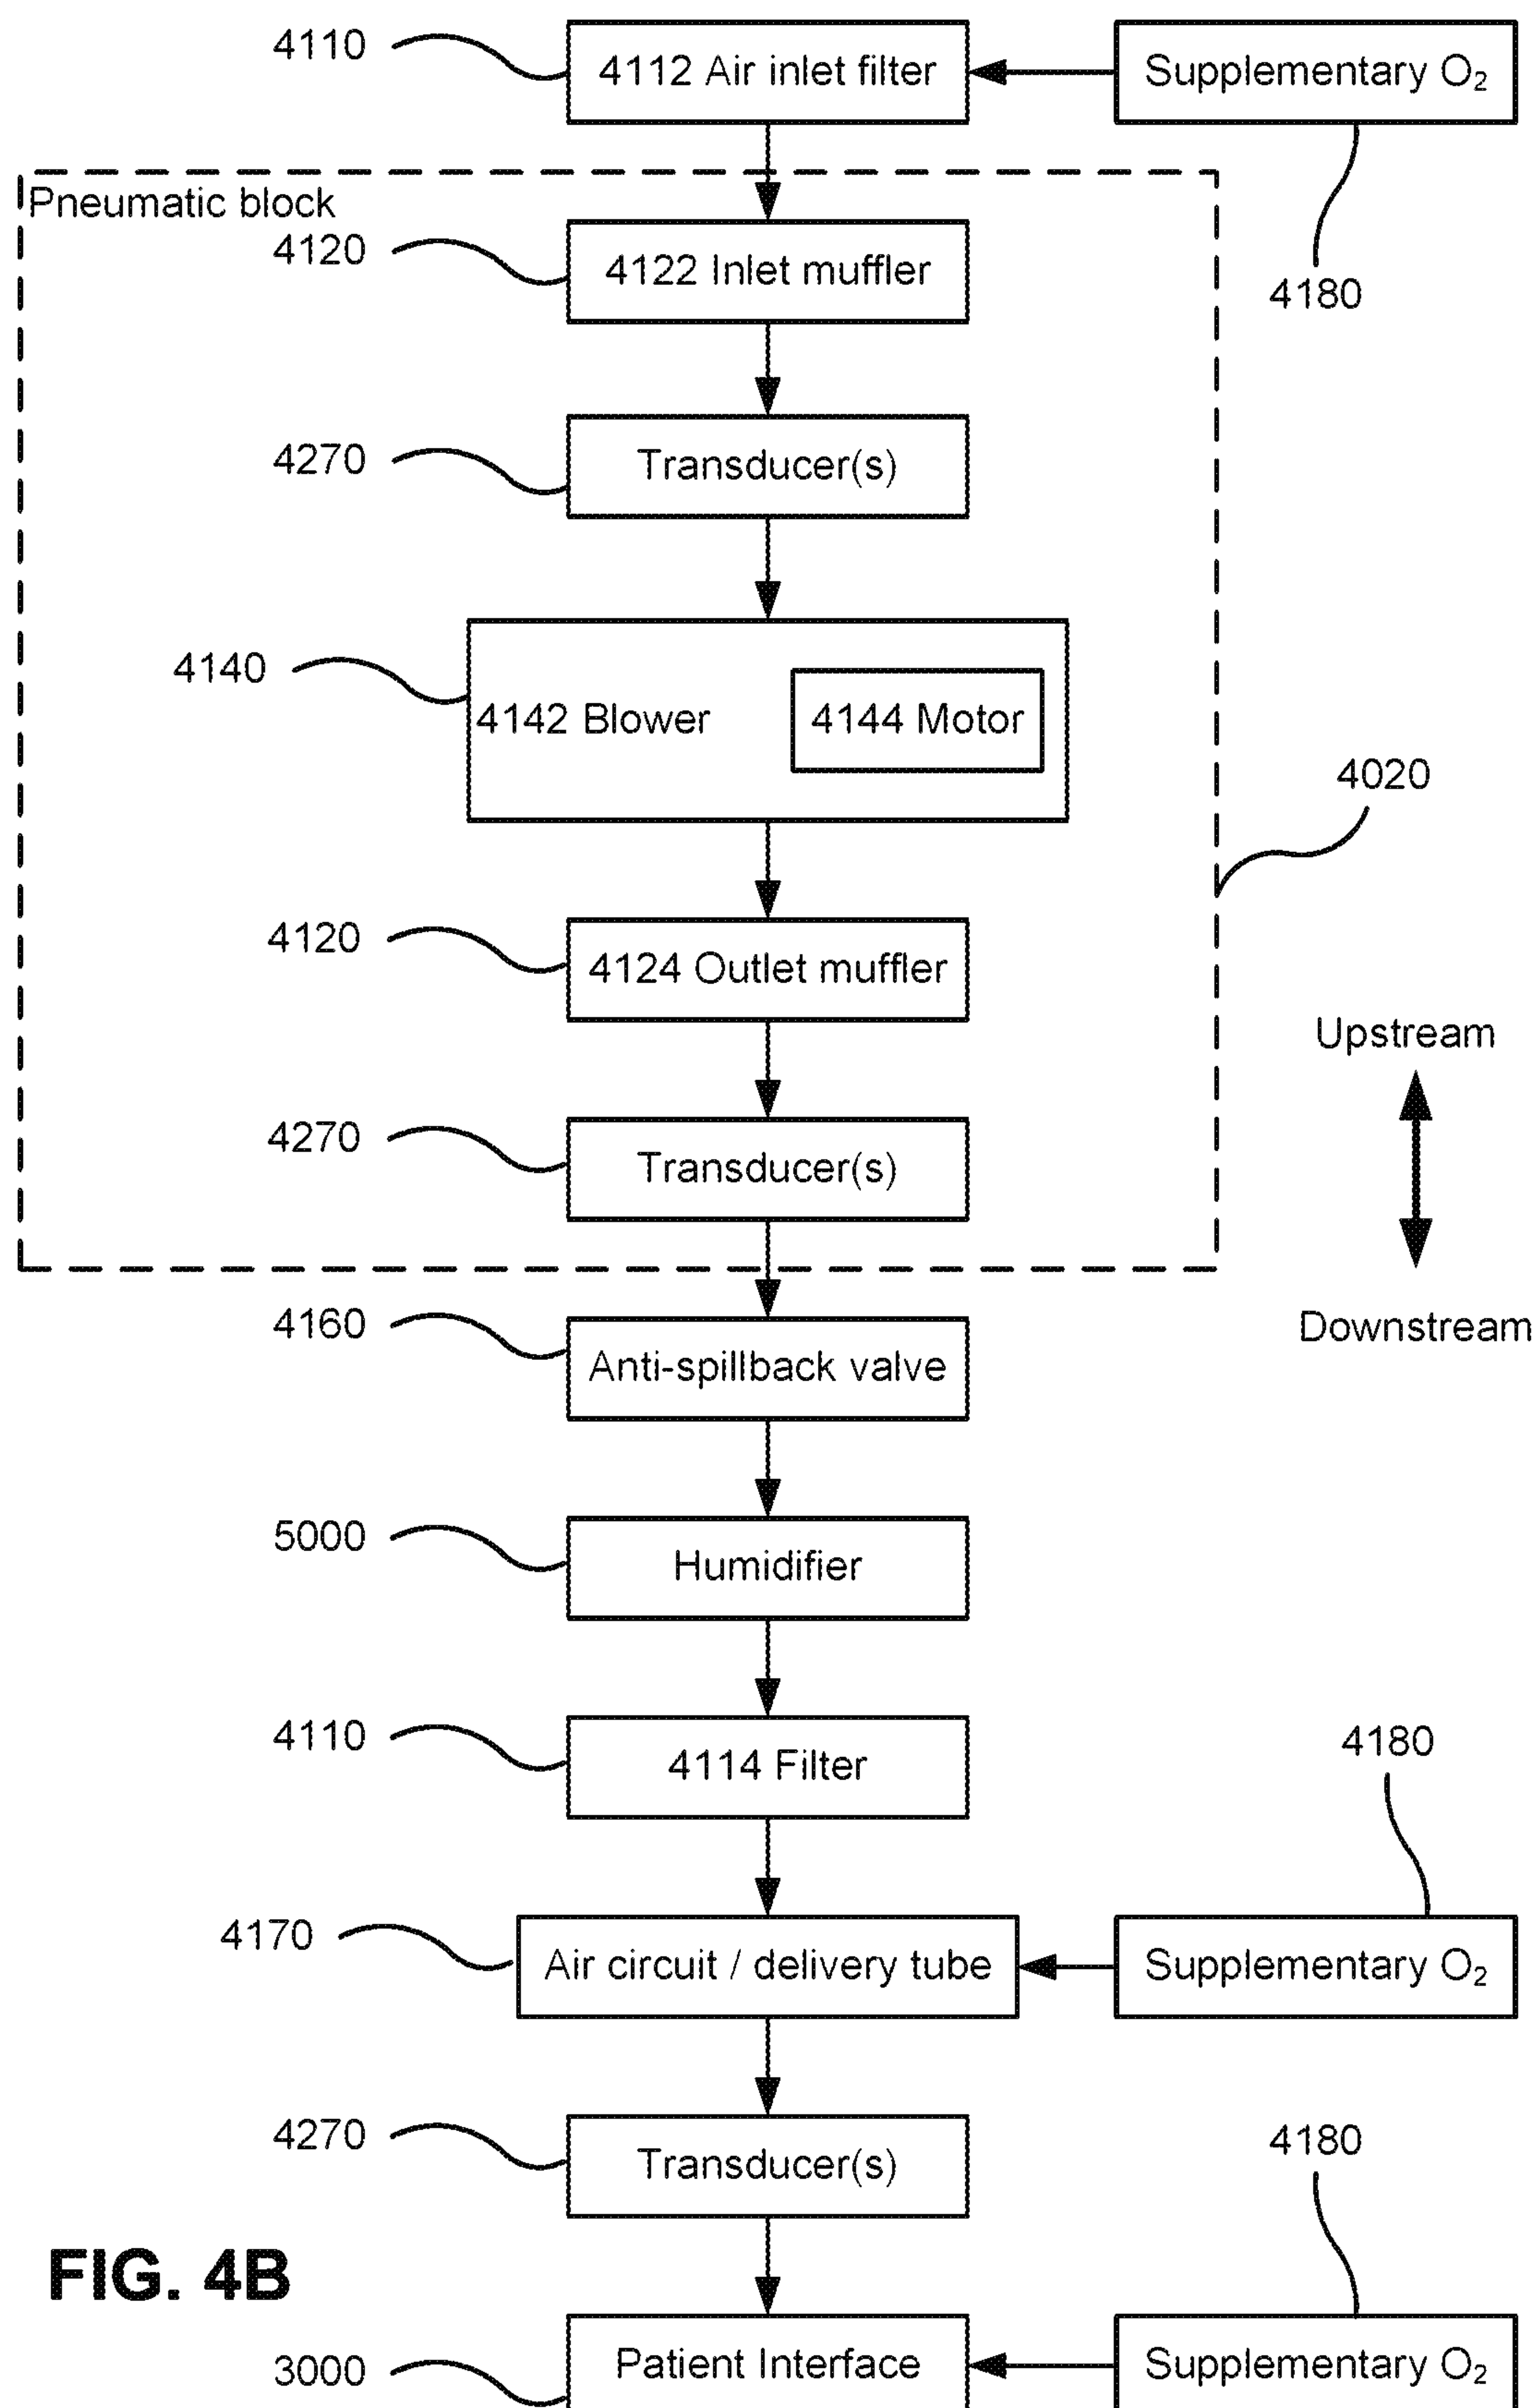 4110
4112 Air inlet filter
Supplementary O₂
Pneumatic block
4120
4122 Inlet muffler
4180
4270
Transducer(s)
4140
4142 Blower
4144 Motor
4020
4120
4124 Outlet muffler
Upstream
4270
Transducer(s)
4160
Anti-spillback valve
Downstream
5000
Humidifier
4110
4114 Filter
4180
4170
Air circuit / delivery tube
Supplementary O₂
4270
Transducer(s)
4180
FIG. 4B
3000
Patient Interface
Supplementary O₂